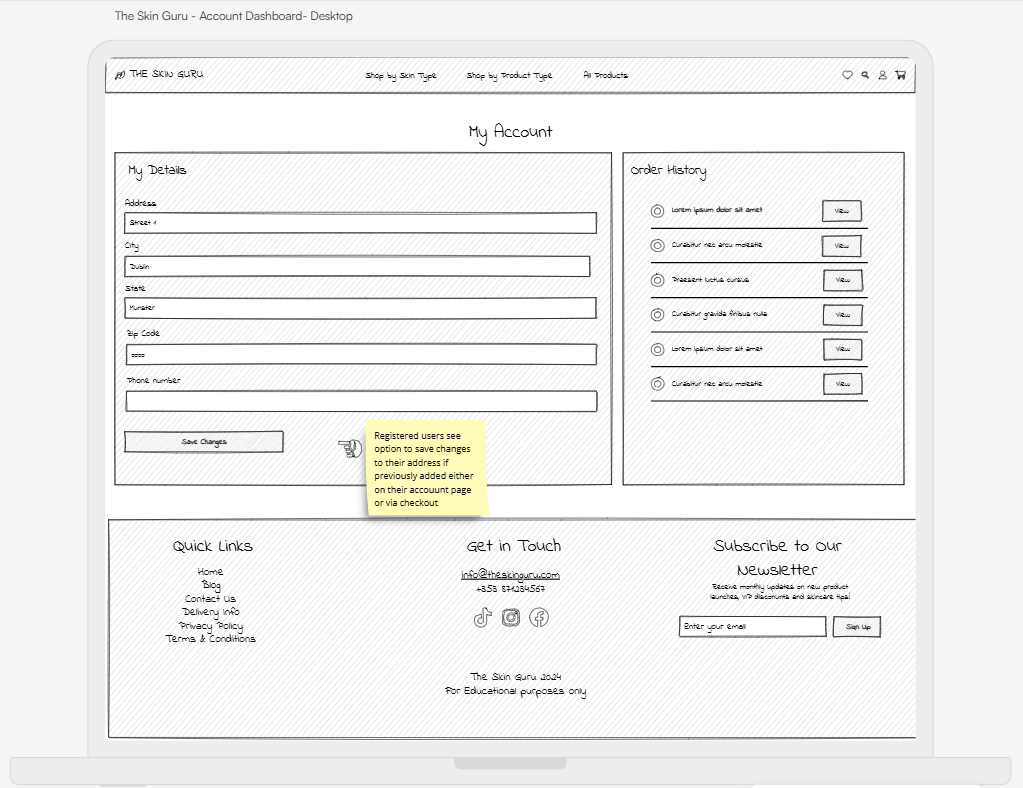 The Skin Guru - Account Dashboard- Desktop
THE SKIN GURU
Shop by Skin Type
Shop by Product Type
All Products
My Account
My Details
Address
Street 1
City
Dublin
State
Munster
Zip Code
0000
Phone number
Save Changes
Registered users see
option to save changes
to their address if
previously added either
on their accouunt page
or via checkout
Order History
Lorem ipsum dolor sit amet
View
Curabitur nec arcu molestie
View
Praesent luctus cursus
View
Curabitur gravida finibus nulla
View
Lorem ipsum dolor sit amet
View
Curabitur nec arcu molestie
View
Quick Links
Home
Blog
Contact Us
Delivery Info
Privacy Policy
Terms & Conditions
Get in Touch
info@theskinguru.com
+353 871234567
The Skin Guru 2024
For Educational purposes only
Subscribe to Our
Newsletter
Receive monthly updates on new product
launches, VIP discounts and skincare tips!
Enter your email
Sign Up